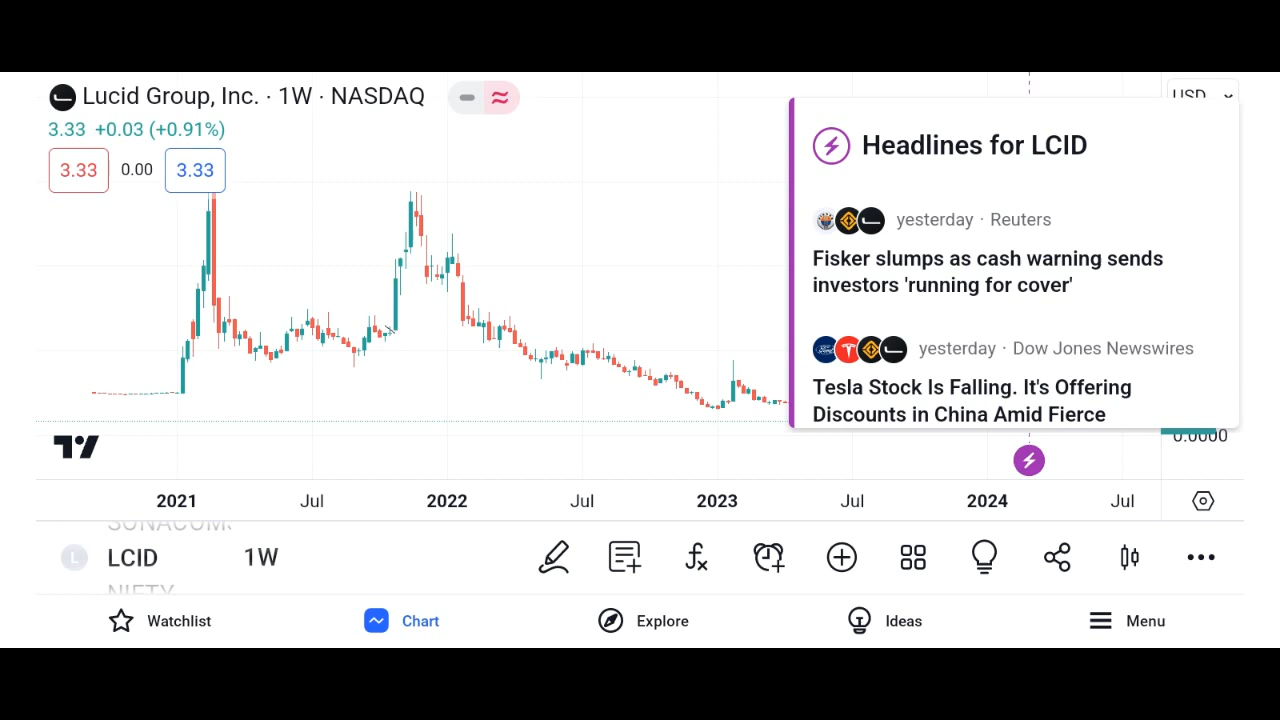 Lucid Group, Inc. · 1W · NASDAQ
3.33 +0.03 (+0.91%)
3.33 0.00 3.33
USD
Headlines for LCID
yesterday · Reuters
Fisker slumps as cash warning sends
investors 'running for cover'
yesterday · Dow Jones Newswires
Tesla Stock Is Falling. It's Offering
Discounts in China Amid Fierce
0.0000
2021 Jul 2022 Jul 2023 Jul 2024 Jul
L LCID 1W
NIFTY
Watchlist Chart Explore Ideas Menu